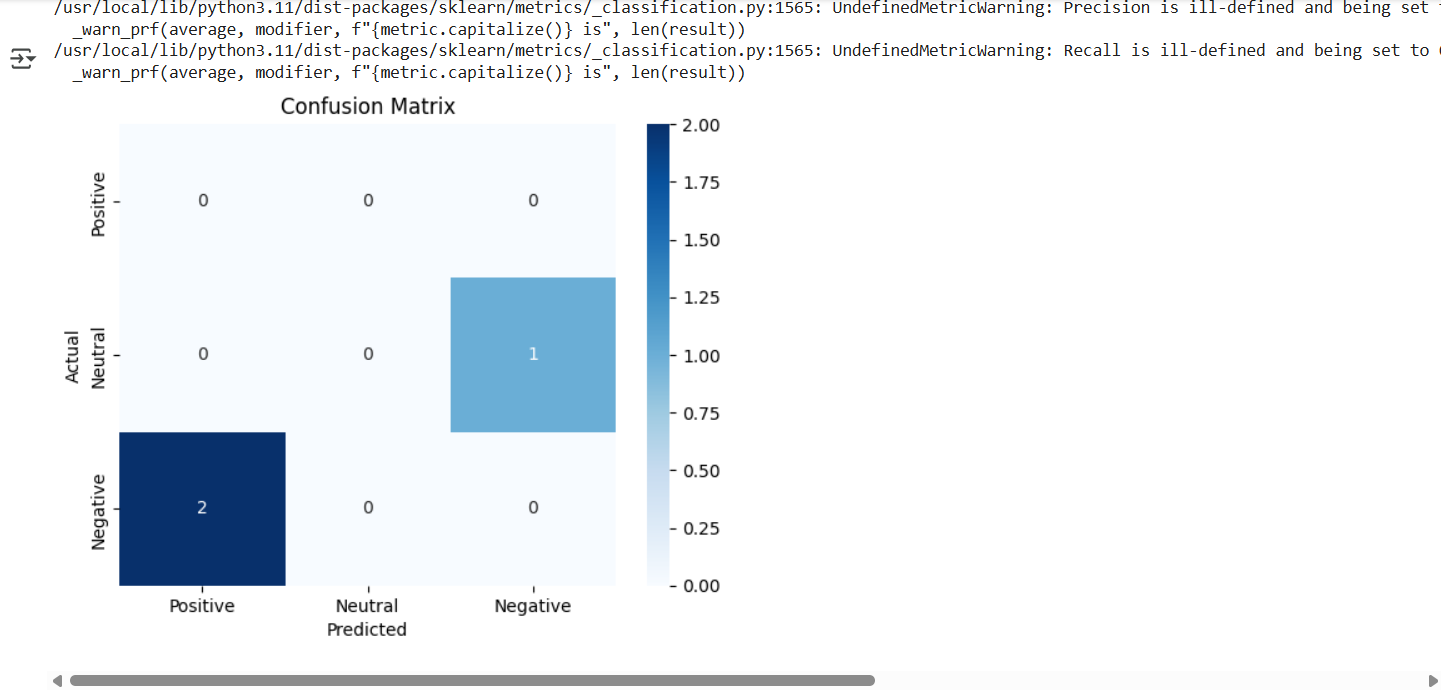 /usr/local/lib/python3.11/dist-packages/sklearn/metrics/_classification.py:1565: UndefinedMetricWarning: Precision is ill-defined and being set
_warn_prf(average, modifier, f"{metric.capitalize()} is", len(result))
/usr/local/lib/python3.11/dist-packages/sklearn/metrics/_classification.py:1565: UndefinedMetricWarning: Recall is ill-defined and being set to
_warn_prf(average, modifier, f"{metric.capitalize()} is", len(result))
Confusion Matrix
2.00
1.75
1.50
1.25
1.00
0.75
0.50
0.25
0.00
Actual
Positive
0 0 0
Neutral
0 0 1
Negative
2 0 0
Positive Neutral Negative
Predicted